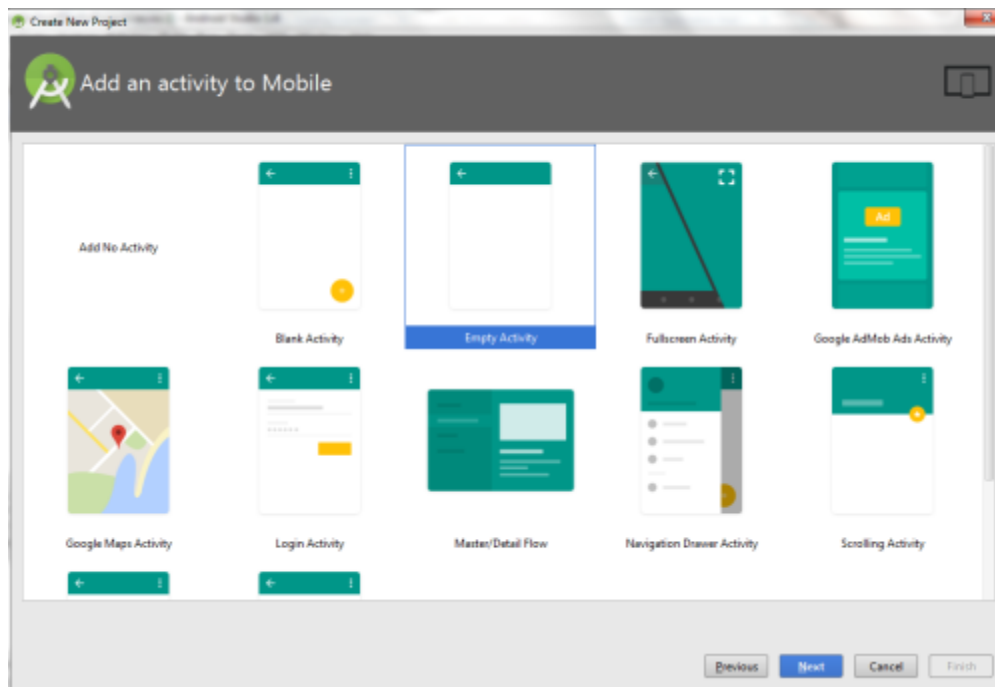 Create New Project
Add an activity to Mobile
Add No Activity
Blank Activity
Empty Activity
Fullscreen Activity
Ad
Google AdMob Ads Activity
Google Maps Activity
Login Activity
Master/Detail Flow
Navigation Drawer Activity
Scrolling Activity
Previous
Next
Cancel
Finish